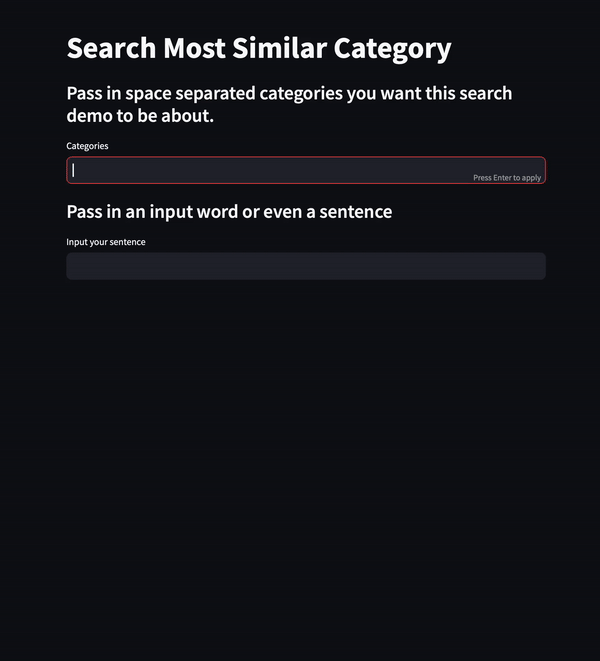 Search Most Similar Category
Pass in space separated categories you want this search
demo to be about.
Categories
Press Enter to apply
Pass in an input word or even a sentence
Input your sentence